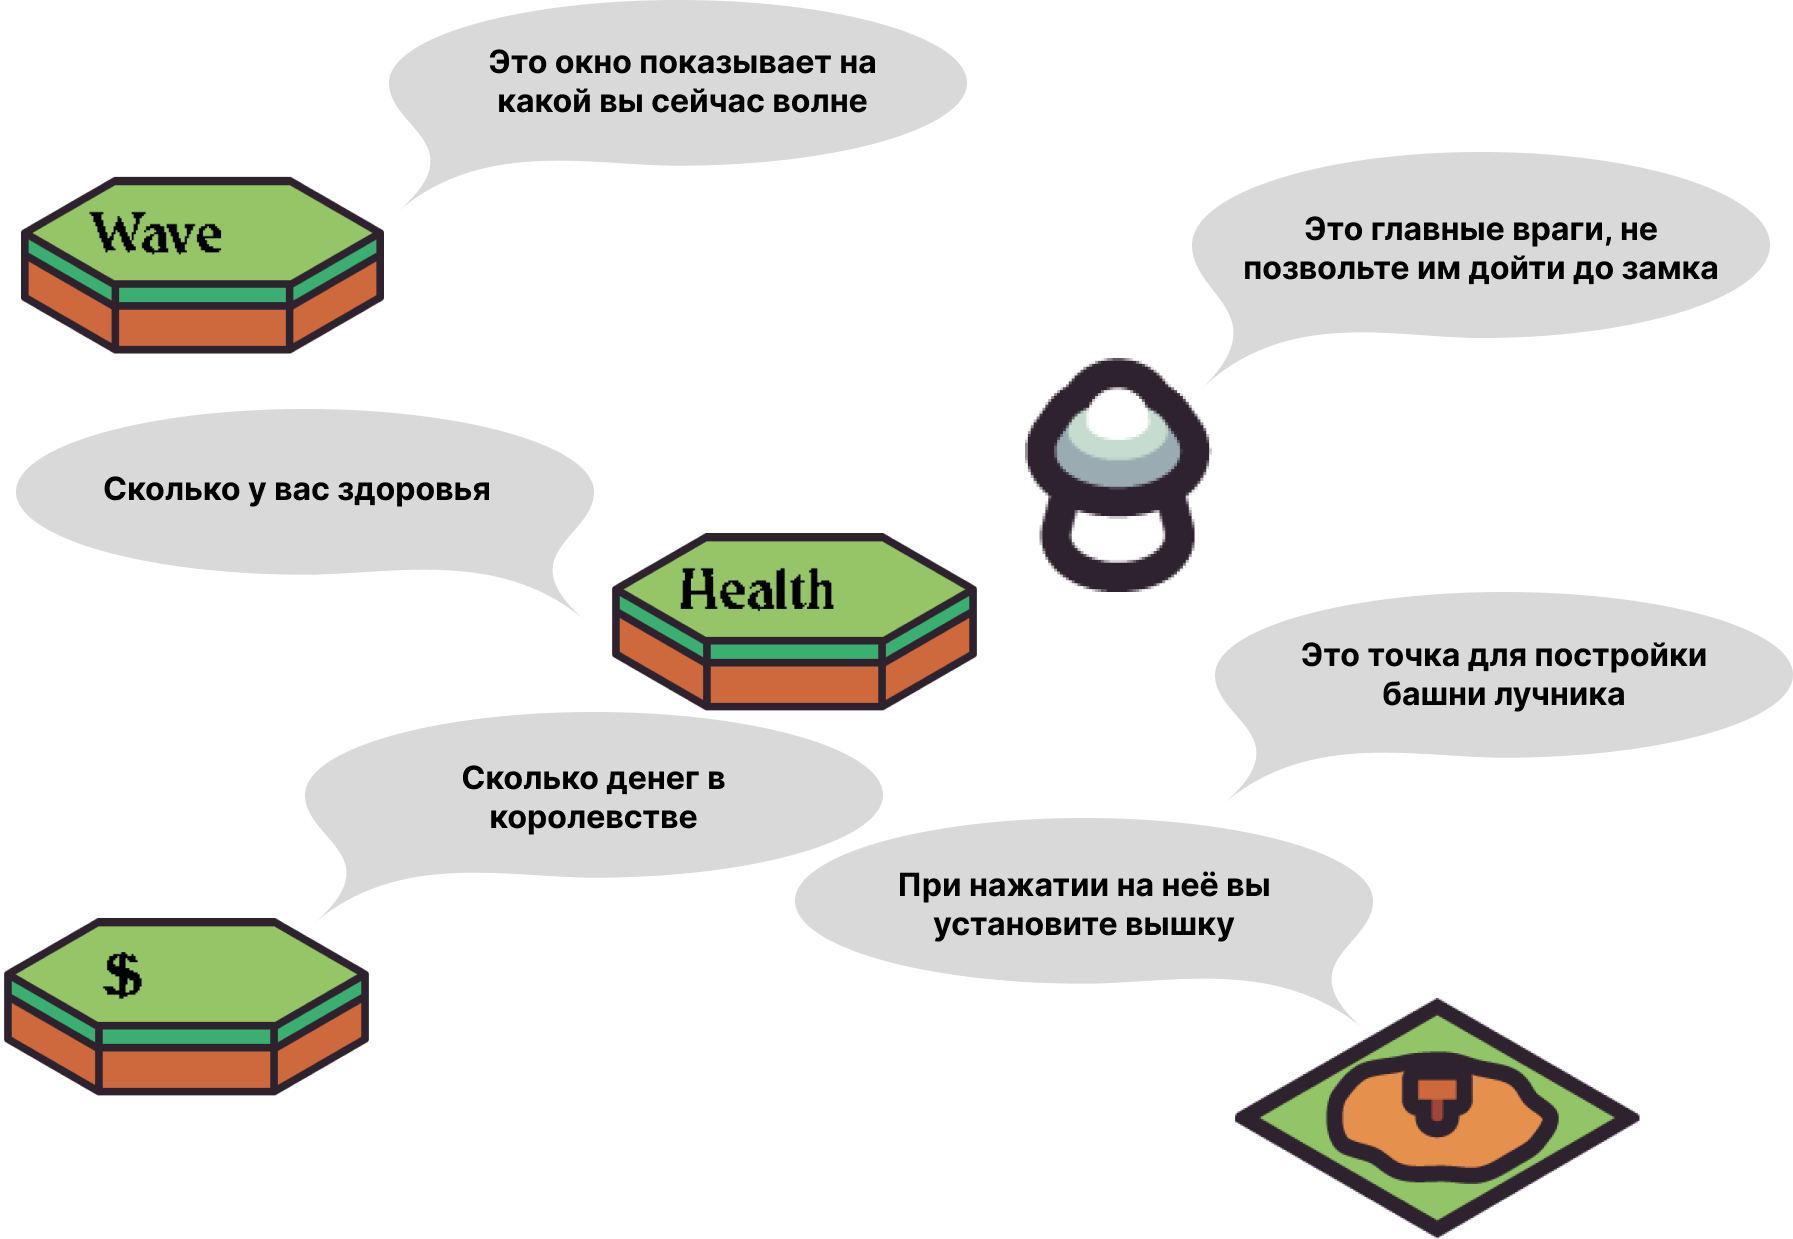 Это окно показывает на
какой вы сейчас волне
Wave
Это главные враги, не
позвольте им дойти до замка
Сколько у вас здоровья
Health
Это точка для постройки
башни лучника
Сколько денег в
королевстве
При нажатии на неё вы
установите вышку
$